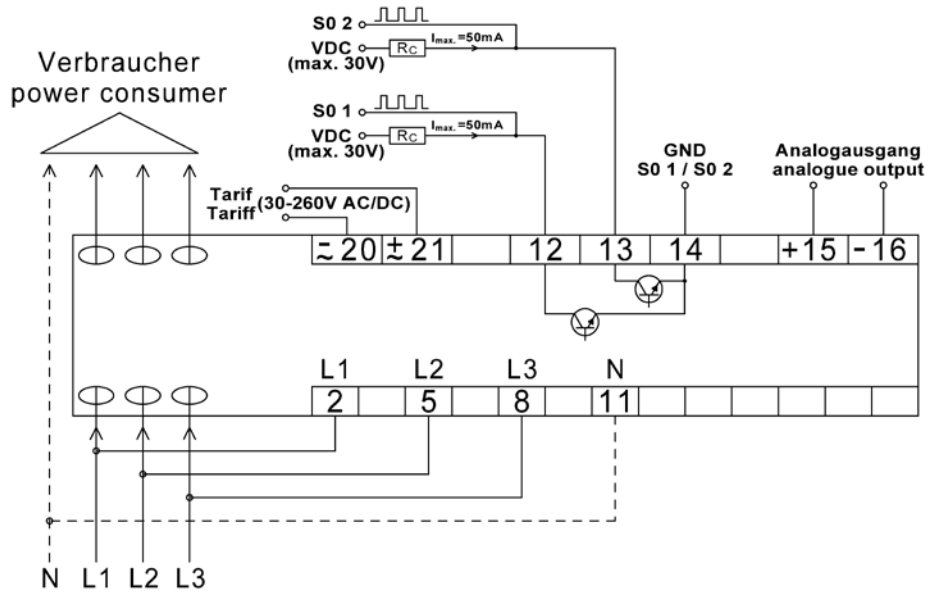 S0 2
VDC
(max. 30V)
RC
Imax.=50mA
Verbraucher
power consumer
S0 1
VDC
(max. 30V)
RC
Imax.=50mA
GND
S0 1 / S0 2
Analogausgang
analogue output
Tarif
Tariff
(30-260V AC/DC)
≂ 20
± ~ 21
12
13
14
+15
-16
L1
L2
L3
N
2
5
8
11
N
L1
L2
L3